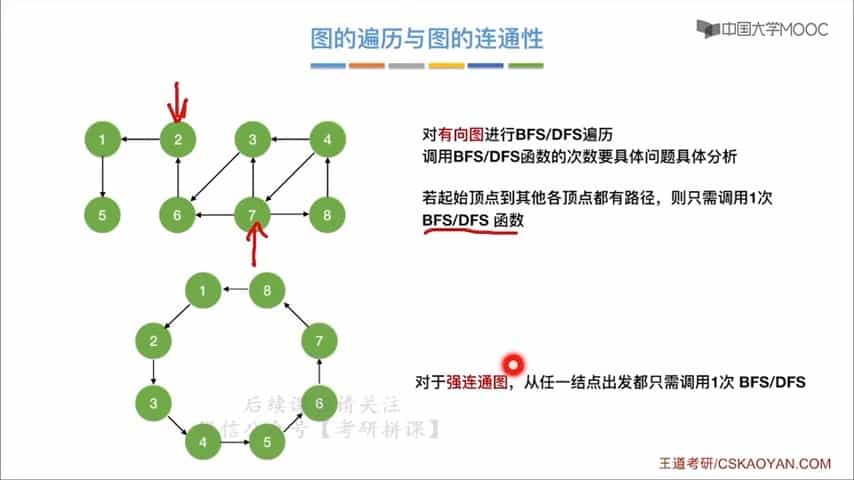 图的遍历与图的连通性
中国大学MOOC
1 2 3 4
5 6 7 8
对有向图进行BFS/DFS遍历
调用BFS/DFS函数的次数要具体问题具体分析
若起始顶点到其他各顶点都有路径，则只需调用1次
BFS/DFS 函数
1 8
2 7
3 6
4 5
对于强连通图，从任一结点出发都只需调用1次 BFS/DFS
后续课 请关注
信公 号【考研拼课】
王道考研/CSKAOYAN.COM